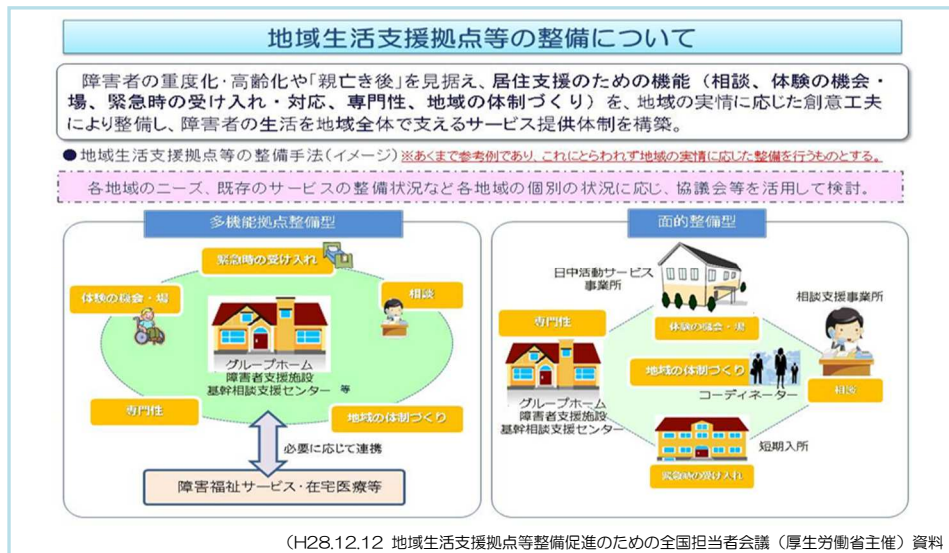 地域生活支援拠点等の整備について
障害者の重度化・高齢化や「親亡き後」を見据え、居住支援のための機能（相談、体験の機会・
場、緊急時の受け入れ・対応、専門性、地域の体制づくり）を、地域の実情に応じた創意工夫
により整備し、障害者の生活を地域全体で支えるサービス提供体制を構築。
●地域生活支援拠点等の整備手法（イメージ）※あくまで参考例であり、これにとらわれず地域の実情に応じた整備を行うものとする。
各地域のニーズ、既存のサービスの整備状況など各地域の個別の状況に応じ、協議会等を活用して検討。
多機能拠点整備型
緊急時の受け入れ
体験の機会・場
相談
グループホーム
障害者支援施設
基幹相談支援センター 等
専門性
地域の体制づくり
必要に応じて連携
障害福祉サービス・在宅医療等
面的整備型
日中活動サービス
事業所
相談支援事業所
専門性
体験の機会・場
地域の体制づくり
コーディネーター
相談
グループホーム
障害者支援施設
基幹相談支援センター
短期入所
緊急時の受け入れ
（H28.12.12 地域生活支援拠点等整備促進のための全国担当者会議（厚生労働省主催）資料